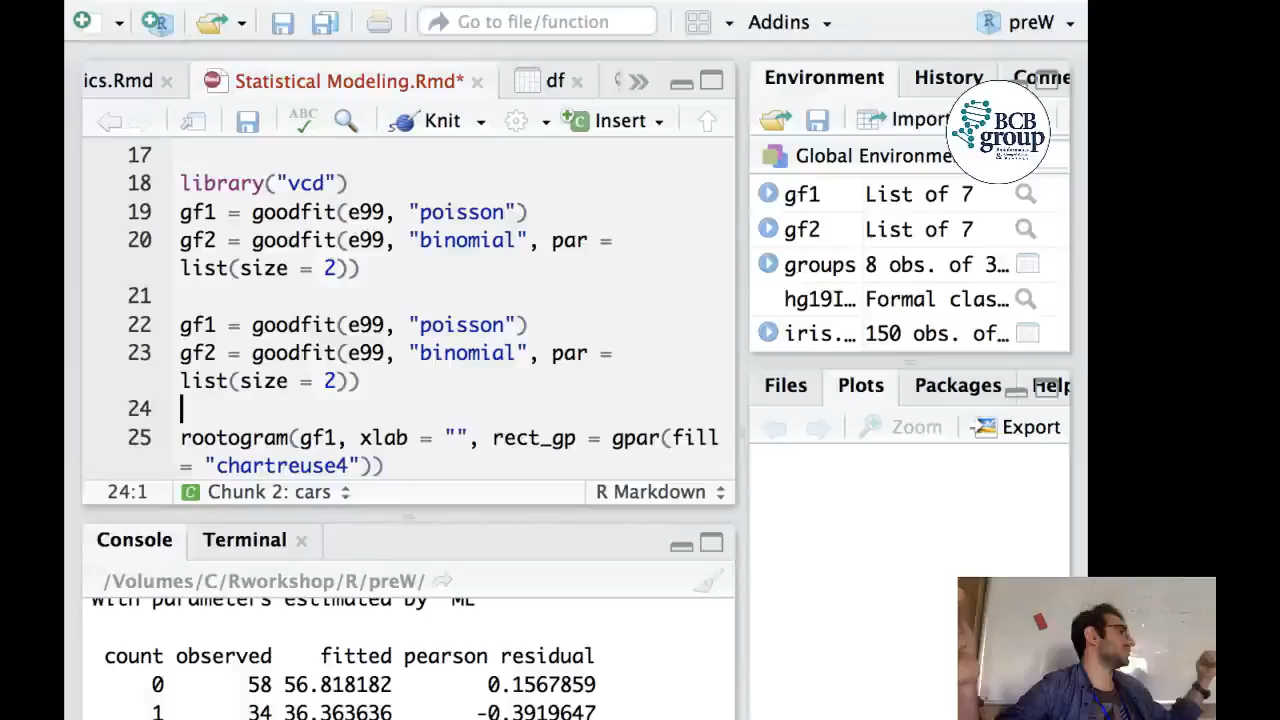 Go to file/function
Addins
preW
ics.Rmd
Statistical Modeling.Rmd*
df
ABC
Knit
Insert
17
18 library("vcd")
19 gf1 = goodfit(e99, "poisson")
20 gf2 = goodfit(e99, "binomial", par =
list(size = 2))
21
22 gf1 = goodfit(e99, "poisson")
23 gf2 = goodfit(e99, "binomial", par =
list(size = 2))
24
25 rootogram(gf1, xlab = "", rect_gp = gpar(fill
= "chartreuse4"))
24:1 Chunk 2: cars R Markdown
Console Terminal
/Volumes/C/Rworkshop/R/preW/
with parameters estimated by `ML'
count observed fitted pearson residual
0 58 56.818182 0.1567859
1 34 36.363636 -0.3919647
Environment History Conne
Import
BCB
group
Global Environme
gf1 List of 7
gf2 List of 7
groups 8 obs. of 3…
hg19I… Formal clas…
iris.… 150 obs. of…
Files Plots Packages Help
Zoom Export